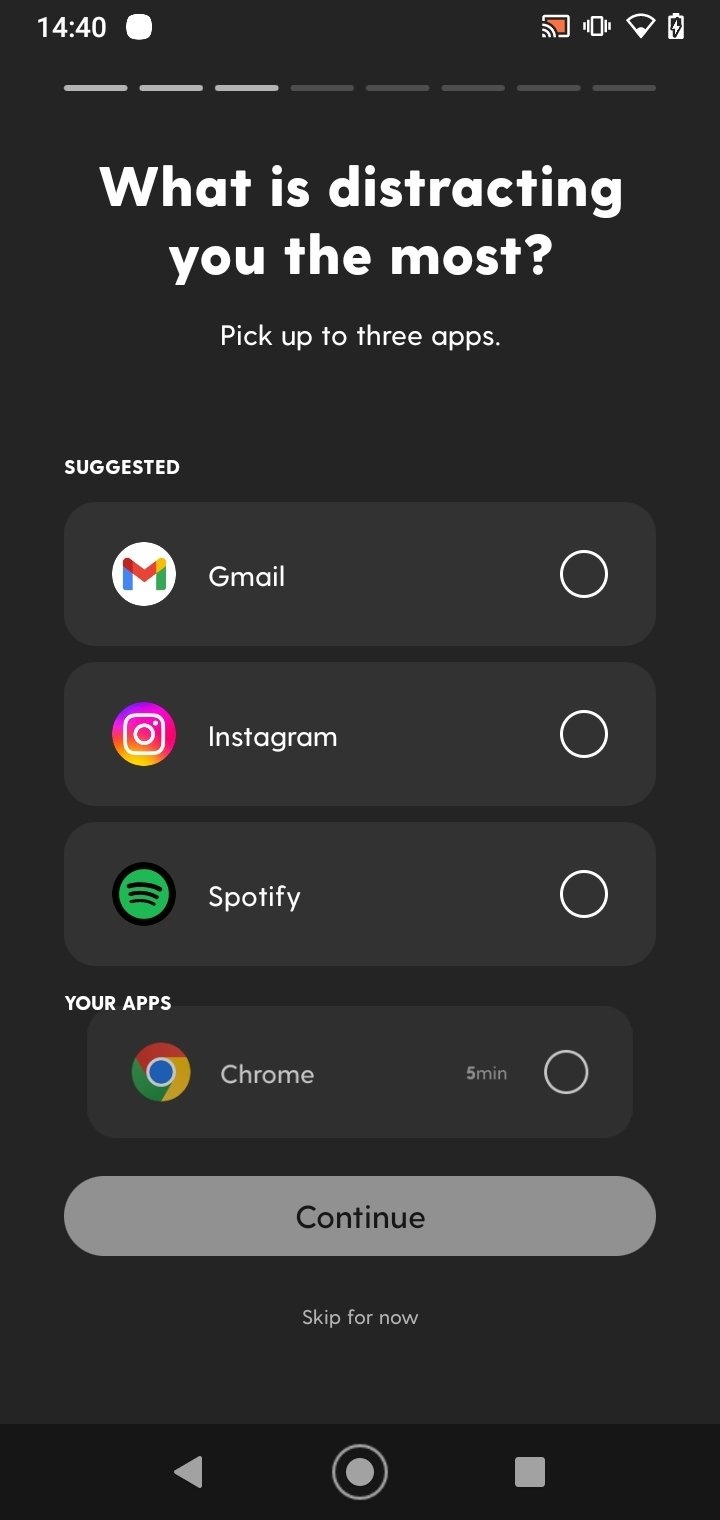 14:40
What is distracting
you the most?
Pick up to three apps.
SUGGESTED
Gmail
Instagram
Spotify
YOUR APPS
Chrome 5min
Continue
Skip for now